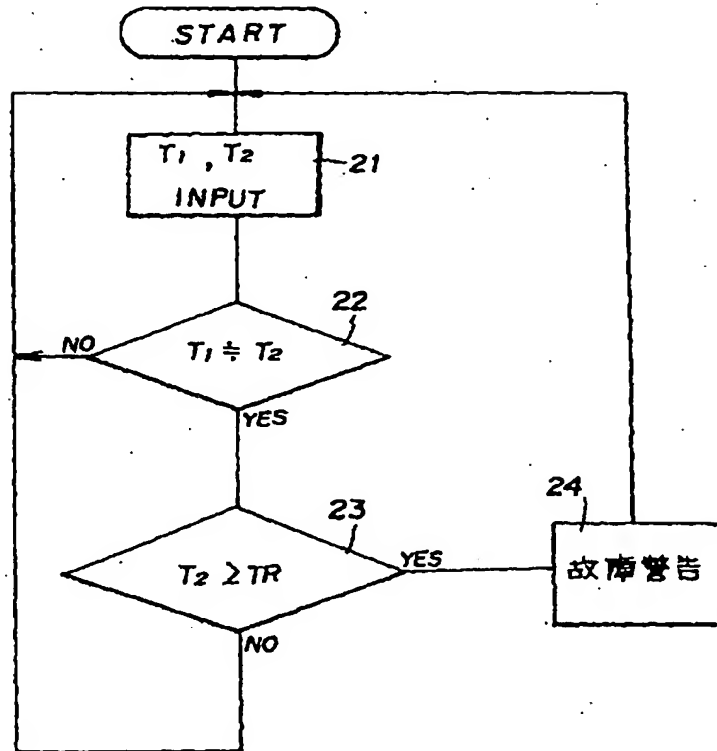 START
T1 , T2
INPUT
21
22
NO
T1 ≒ T2
YES
23
T2 ≥ TR
YES
NO
24
故障警告